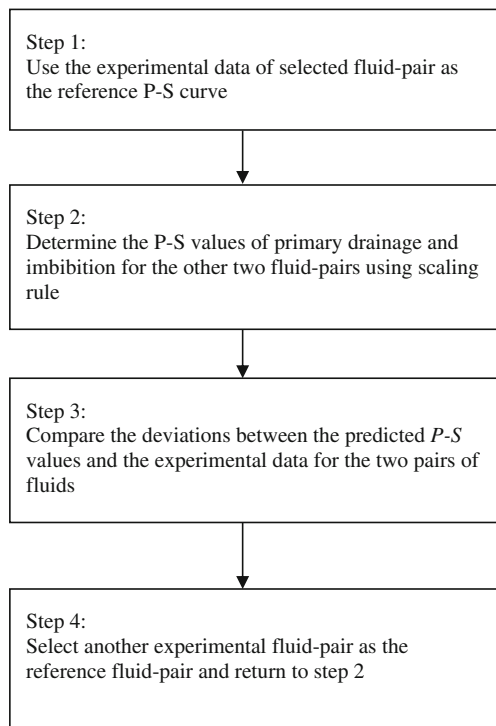 Step 1:
Use the experimental data of selected fluid-pair as
the reference P-S curve
Step 2:
Determine the P-S values of primary drainage and
imbibition for the other two fluid-pairs using scaling
rule
Step 3:
Compare the deviations between the predicted P-S
values and the experimental data for the two pairs of
fluids
Step 4:
Select another experimental fluid-pair as the
reference fluid-pair and return to step 2